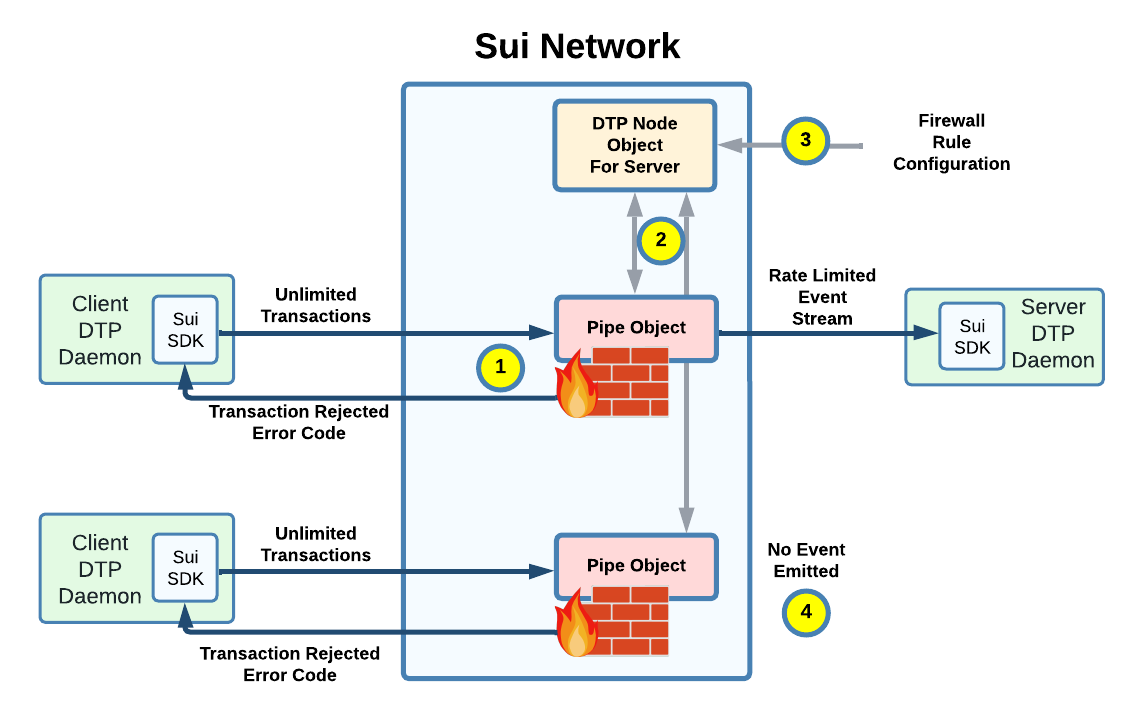 Sui Network
DTP Node
Object
For Server
3
Firewall
Rule
Configuration
2
Client
DTP
Daemon
Sui
SDK
Unlimited
Transactions
Pipe Object
Rate Limited
Event
Stream
Sui
SDK
Server
DTP
Daemon
1
Transaction Rejected
Error Code
Client
DTP
Daemon
Sui
SDK
Unlimited
Transactions
Pipe Object
No Event
Emitted
4
Transaction Rejected
Error Code